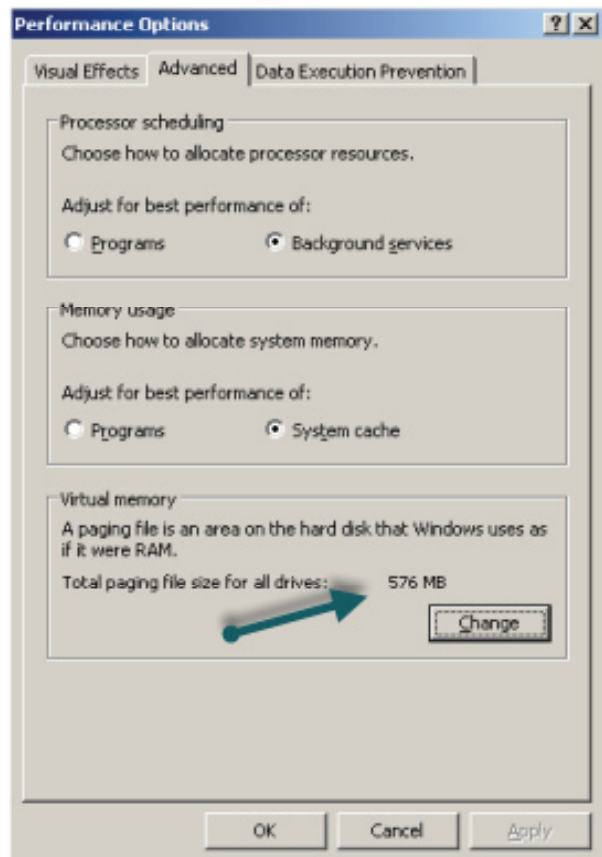 Performance Options
Visual Effects
Advanced
Data Execution Prevention
Processor scheduling
Choose how to allocate processor resources.
Adjust for best performance of:
Programs
Background services
Memory usage
Choose how to allocate system memory.
Adjust for best performance of:
Programs
System cache
Virtual memory
A paging file is an area on the hard disk that Windows uses as
if it were RAM.
Total paging file size for all drives: 576 MB
Change
OK
Cancel
Apply